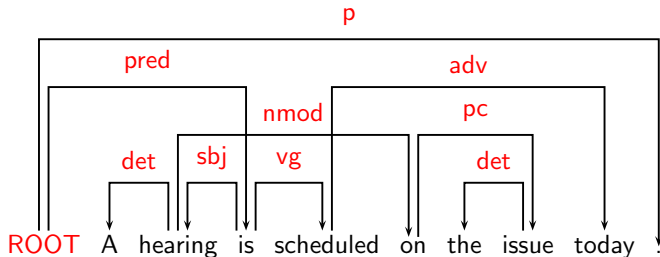 p
pred adv
nmod pc
det sbj vg det
ROOT A hearing is scheduled on the issue today .